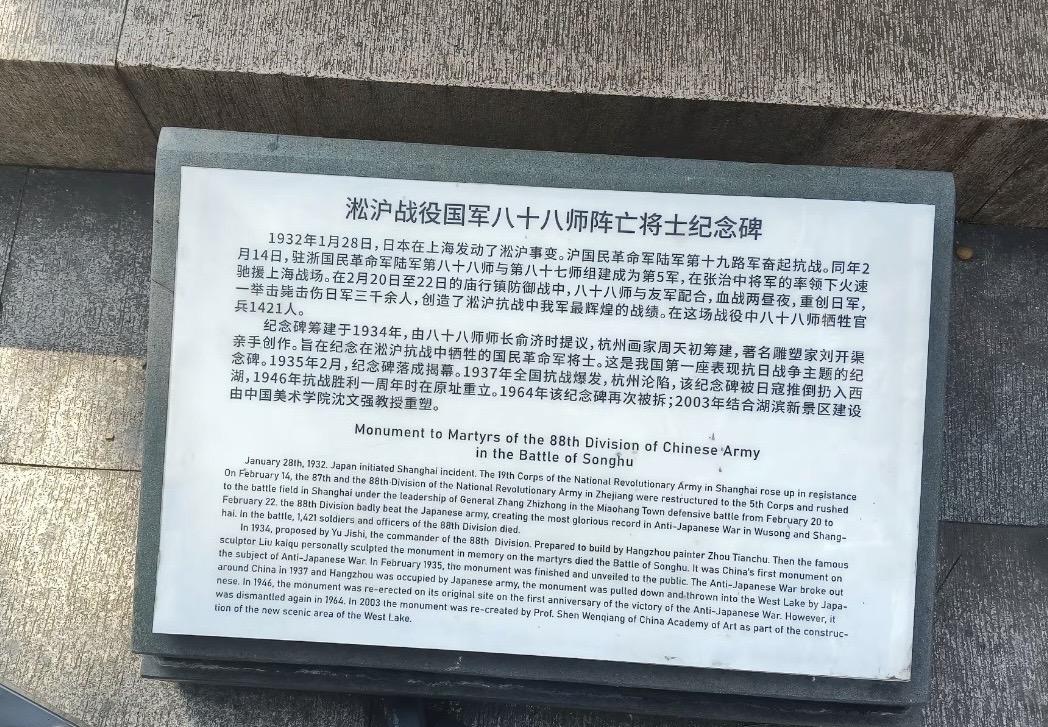 淞沪战役国军八十八师阵亡将士纪念碑
1932年1月28日，日本在上海发动了淞沪事变。沪国民革命军陆军第十九路军奋起抗战。同年2
月14日，驻浙国民革命军陆军第八十八师与第八十七师组建成为第5军，在张治中将军的率领下火速
驰援上海战场。在2月20日至22日的庙行镇防御战中，八十八师与友军配合，血战两昼夜，重创日军，
一举击毙击伤日军三千余人，创造了淞沪抗战中我军最辉煌的战绩。在这场战役中八十八师牺牲官
兵1421人。
纪念碑筹建于1934年，由八十八师师长俞济时提议，杭州画家周天初筹建，著名雕塑家刘开渠
亲手创作。旨在纪念在淞沪抗战中牺牲的国民革命军将士。这是我国第一座表现抗日战争主题的纪
念碑。1935年2月，纪念碑落成揭幕。1937年全国抗战爆发，杭州沦陷，该纪念碑被日寇推倒扔入西
湖，1946年抗战胜利一周年时在原址重立。1964年该纪念碑再次被拆；2003年结合湖滨新景区建设
由中国美术学院沈文强教授重塑。
Monument to Martyrs of the 88th Division of Chinese Army
in the Battle of Songhu
January 28th, 1932. Japan initiated Shanghai incident. The 19th Corps of the National Revolutionary Army in Shanghai rose up in resistance
On February 14, the 87th and the 88th Division of the National Revolutionary Army in Zhejiang were restructured to the 5th Corps and rushed
to the battle field in Shanghai under the leadership of General Zhang Zhizhong in the Miaohang Town defensive battle from February 20 to
February 22, the 88th Division badly beat the Japanese army, creating the most glorious record in Anti-Japanese War in Wusong and Shang-
hai. In the battle, 1,421 soldiers and officers of the 88th Division died.
In 1934, proposed by Yu Jishi, the commander of the 88th Division. Prepared to build by Hangzhou painter Zhou Tianchu. Then the famous
sculptor Liu kaiqu personally sculpted the monument in memory on the martyrs died the Battle of Songhu. It was China's first monument on
the subject of Anti-Japanese War. In February 1935, the monument was finished and unveiled to the public. The Anti-Japanese War broke out
around China in 1937 and Hangzhou was occupied by Japanese army, the monument was pulled down and thrown into the West Lake by Japa-
nese. In 1946, the monument was re-erected on its original site on the first anniversary of the victory of the Anti-Japanese War. However, it
was dismantled again in 1964. In 2003 the monument was re-created by Prof. Shen Wenqiang of China Academy of Art as part of the construc-
tion of the new scenic area of the West Lake.